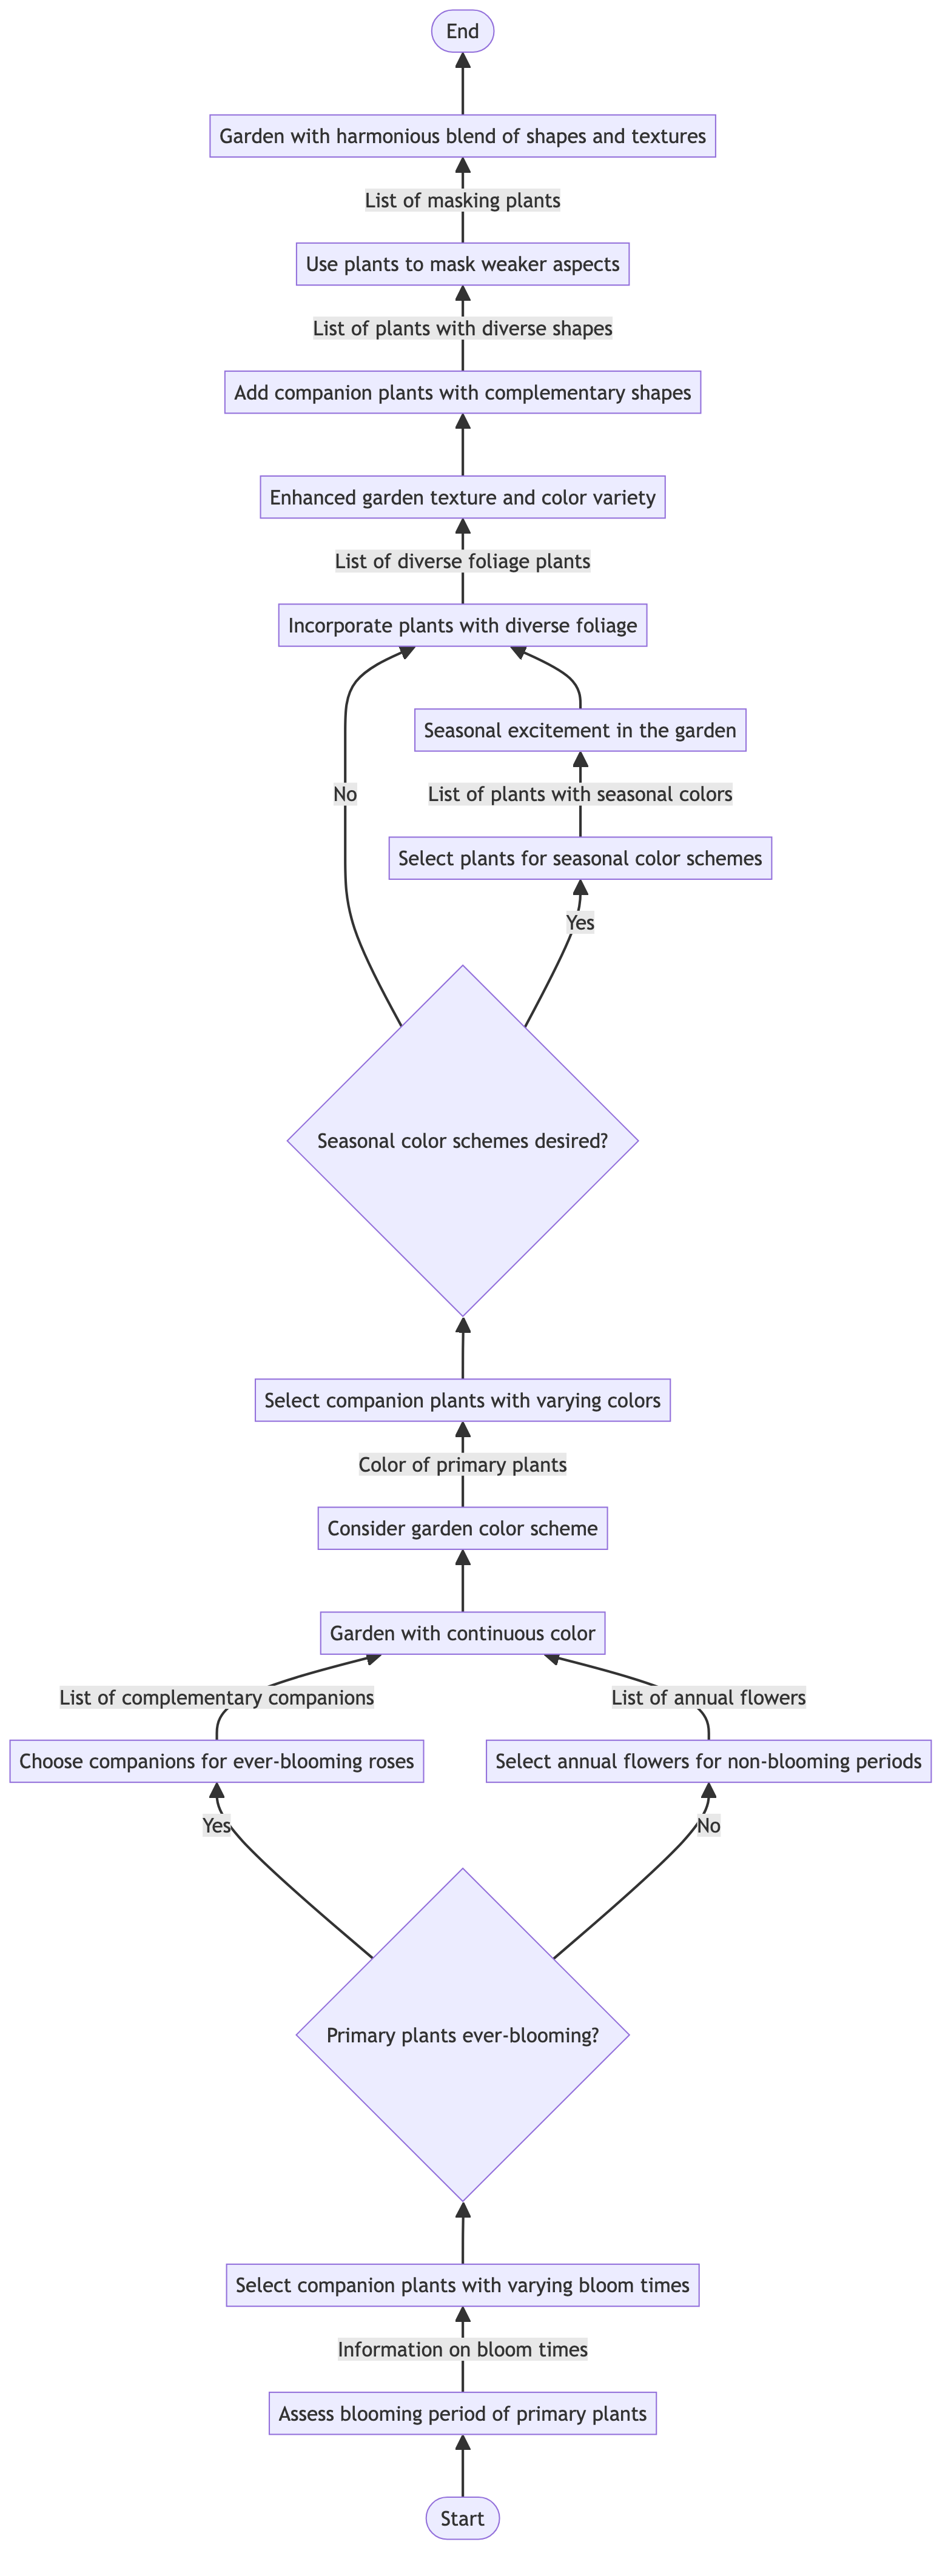 End
Garden with harmonious blend of shapes and textures
List of masking plants
Use plants to mask weaker aspects
List of plants with diverse shapes
Add companion plants with complementary shapes
Enhanced garden texture and color variety
List of diverse foliage plants
Incorporate plants with diverse foliage
Seasonal excitement in the garden
No
List of plants with seasonal colors
Select plants for seasonal color schemes
Yes
Seasonal color schemes desired?
Select companion plants with varying colors
Color of primary plants
Consider garden color scheme
Garden with continuous color
List of complementary companions
List of annual flowers
Choose companions for ever-blooming roses
Select annual flowers for non-blooming periods
Yes
No
Primary plants ever-blooming?
Select companion plants with varying bloom times
Information on bloom times
Assess blooming period of primary plants
Start